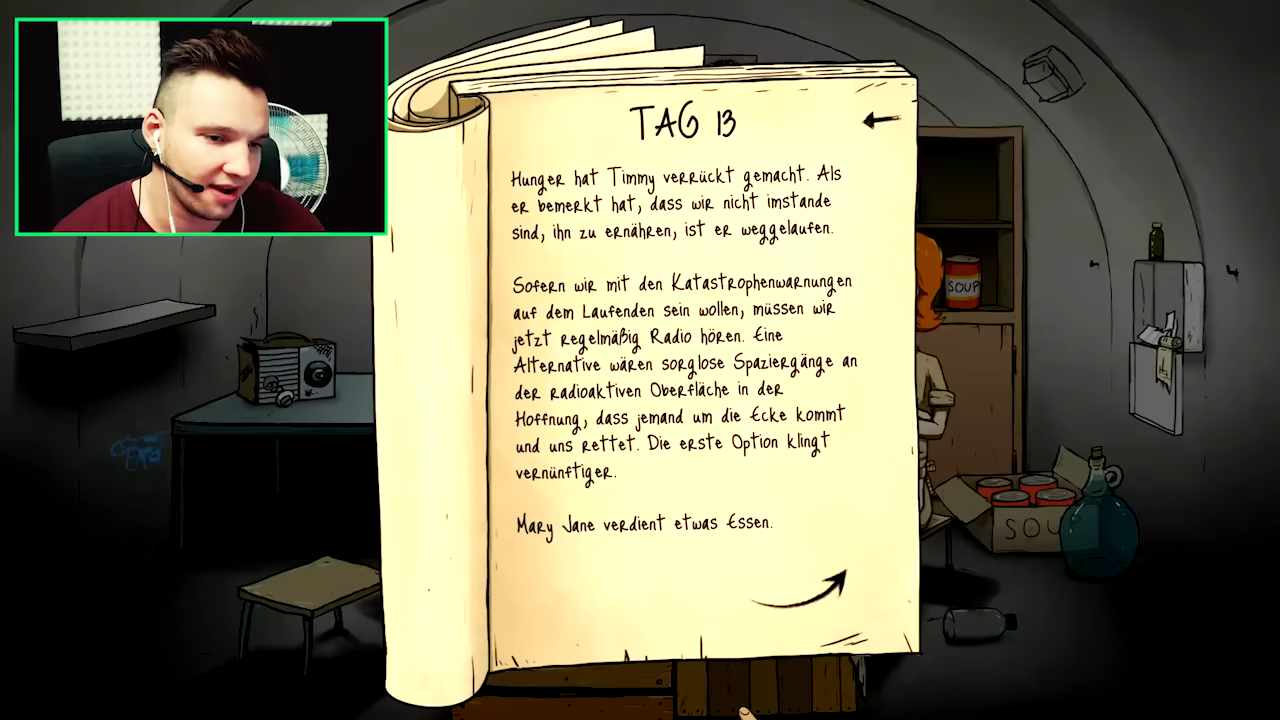 TAG 13
Hunger hat Timmy verrückt gemacht. Als
er bemerkt hat, dass wir nicht imstande
sind, ihn zu ernähren, ist er weggelaufen.
Sofern wir mit den Katastrophenwarnungen
auf dem Laufenden sein wollen, müssen wir
jetzt regelmäßig Radio hören. Eine
Alternative wären sorglose Spaziergänge an
der radioaktiven Oberfläche in der
Hoffnung, dass jemand um die Ecke kommt
und uns rettet. Die erste Option klingt
vernünftiger.
Mary Jane verdient etwas Essen.
SOUP
SOU